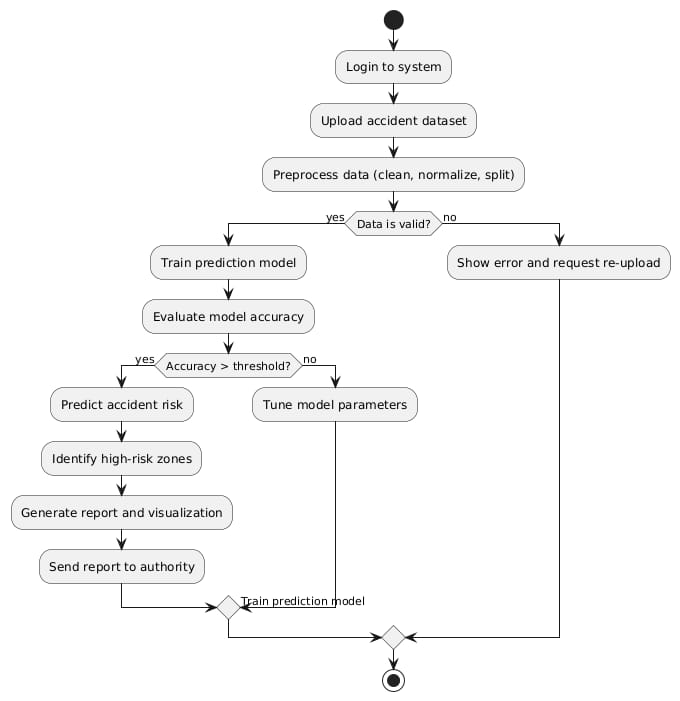 Login to system
Upload accident dataset
Preprocess data (clean, normalize, split)
yes
Data is valid?
no
Train prediction model
Show error and request re-upload
Evaluate model accuracy
yes
Accuracy > threshold?
no
Predict accident risk
Tune model parameters
Identify high-risk zones
Generate report and visualization
Send report to authority
Train prediction model